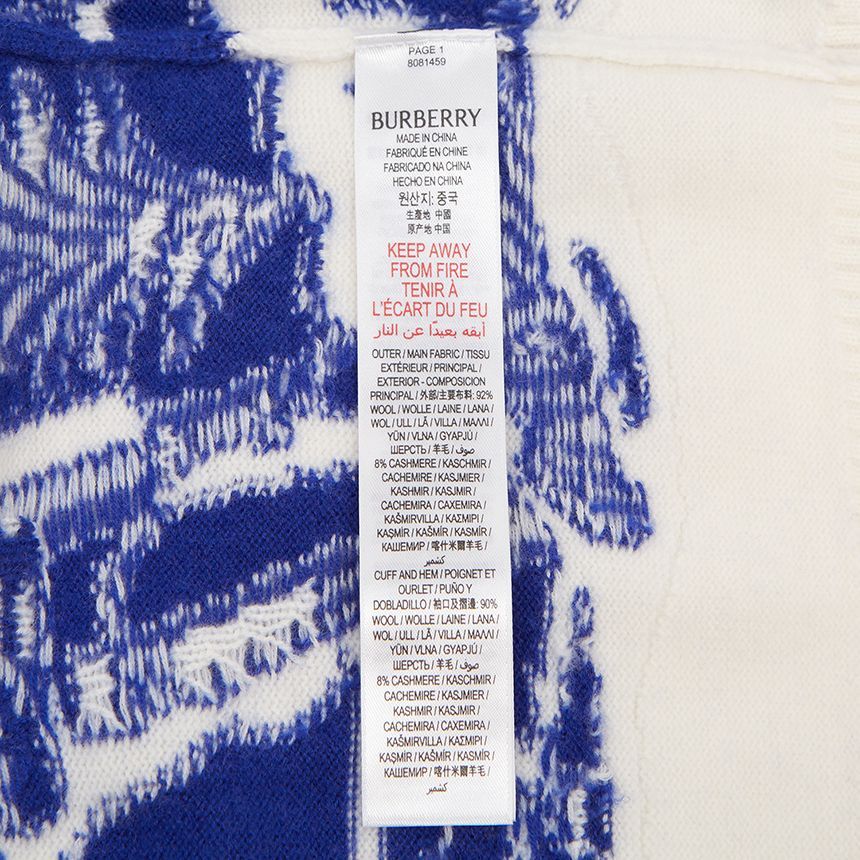 PAGE 1
8081459
BURBERRY
MADE IN CHINA
FABRIQUÉ EN CHINE
FABRICADO NA CHINA
HECHO EN CHINA
원산지: 중국
生產地 中國
原产地 中国
KEEP AWAY
FROM FIRE
TENIR À
L'ÉCART DU FEU
أبقه بعيدًا عن النار
OUTER / MAIN FABRIC / TISSU
EXTÉRIEUR / PRINCIPAL /
EXTERIOR - COMPOSICION
PRINCIPAL / 外部/主要布料: 92%
WOOL / WOLLE / LAINE / LANA /
WOL / ULL / LÃ / VILLA / ΜΑΛΛΙ /
YÜN / VLNA / GYAPJÚ /
ШЕРСТЬ / 羊毛 / صوف
8% CASHMERE / KASCHMIR /
CACHEMIRE / KASJMIER /
KASHMIR / KASJMIR /
CACHEMIRA / CAXEMIRA /
KAŠMIRVILLA / ΚΑΣΜΙΡΙ /
KAŞMİR / KAŠMÍR / KASMÍR /
КАШЕМИР / 喀什米爾羊毛 /
كشمير
CUFF AND HEM / POIGNET ET
OURLET / PUÑO Y
DOBLADILLO / 袖口及摺邊: 90%
WOOL / WOLLE / LAINE / LANA /
WOL / ULL / LÃ / VILLA / ΜΑΛΛΙ /
YÜN / VLNA / GYAPJÚ /
ШЕРСТЬ / 羊毛 / صوف
8% CASHMERE / KASCHMIR /
CACHEMIRE / KASJMIER /
KASHMIR / KASJMIR /
CACHEMIRA / CAXEMIRA /
KAŠMIRVILLA / ΚΑΣΜΙΡΙ /
KAŞMİR / KAŠMÍR / KASMÍR /
КАШЕМИР / 喀什米爾羊毛 /
كشمير